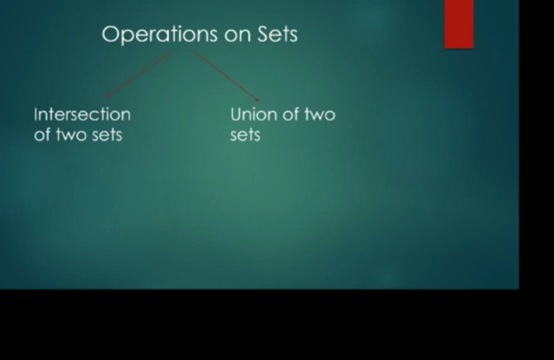 Operations on Sets
Intersection
of two sets
Union of two
sets